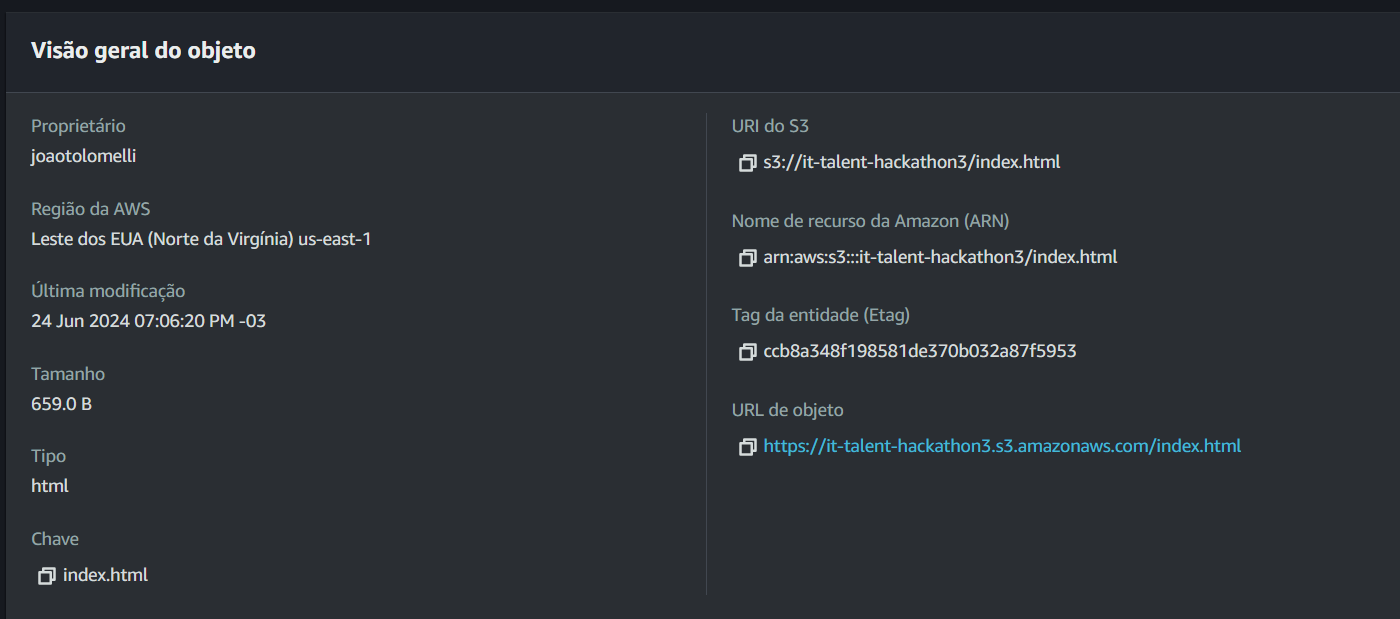 Visão geral do objeto
Proprietário
joaotolomelli
Região da AWS
Leste dos EUA (Norte da Virgínia) us-east-1
Última modificação
24 Jun 2024 07:06:20 PM -03
Tamanho
659.0 B
Tipo
html
Chave
index.html
URI do S3
s3://it-talent-hackathon3/index.html
Nome de recurso da Amazon (ARN)
arn:aws:s3:::it-talent-hackathon3/index.html
Tag da entidade (Etag)
ccb8a348f198581de370b032a87f5953
URL de objeto
https://it-talent-hackathon3.s3.amazonaws.com/index.html